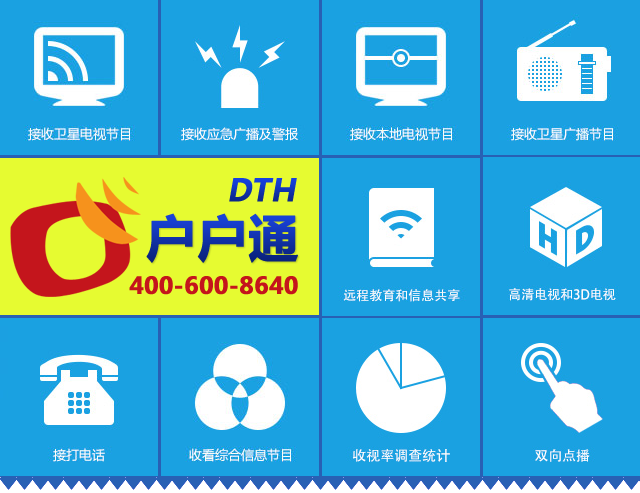 接收卫星电视节目
接收应急广播及警报
接收本地电视节目
接收卫星广播节目
DTH
户户通
400-600-8640
远程教育和信息共享
HD
高清电视和3D电视
接打电话
收看综合信息节目
收视率调查统计
双向点播